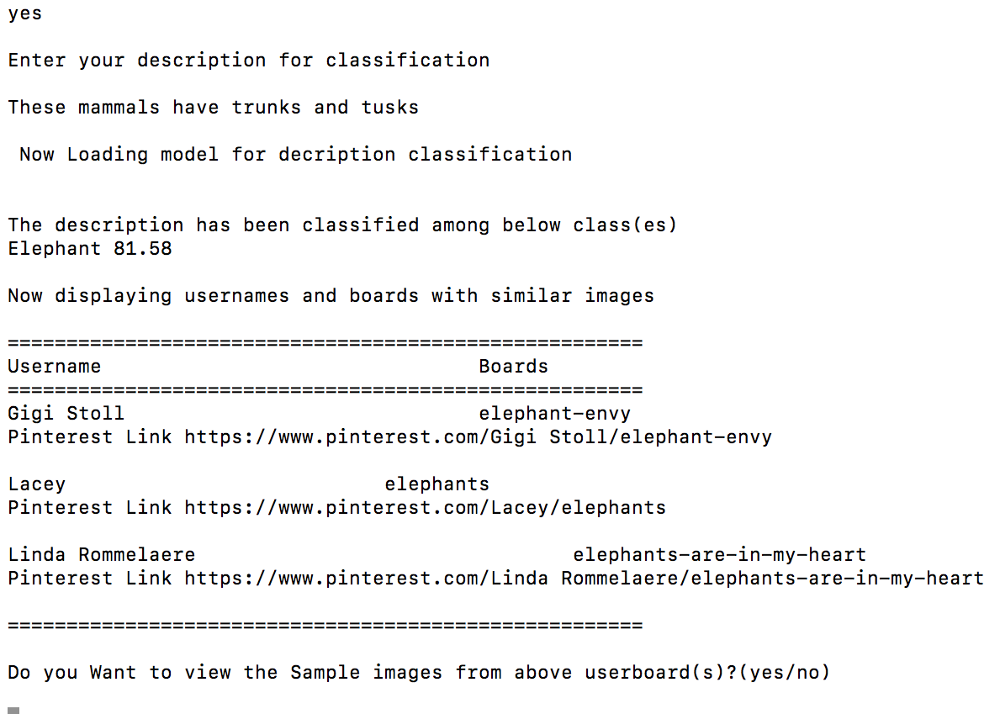 yes
Enter your description for classification
These mammals have trunks and tusks
Now Loading model for decription classification
The description has been classified among below class(es)
Elephant 81.58
Now displaying usernames and boards with similar images
======================================================
Username Boards
======================================================
Gigi Stoll elephant-envy
Pinterest Link https://www.pinterest.com/Gigi Stoll/elephant-envy
Lacey elephants
Pinterest Link https://www.pinterest.com/Lacey/elephants
Linda Rommelaere elephants-are-in-my-heart
Pinterest Link https://www.pinterest.com/Linda Rommelaere/elephants-are-in-my-heart
======================================================
Do you Want to view the Sample images from above userboard(s)?(yes/no)